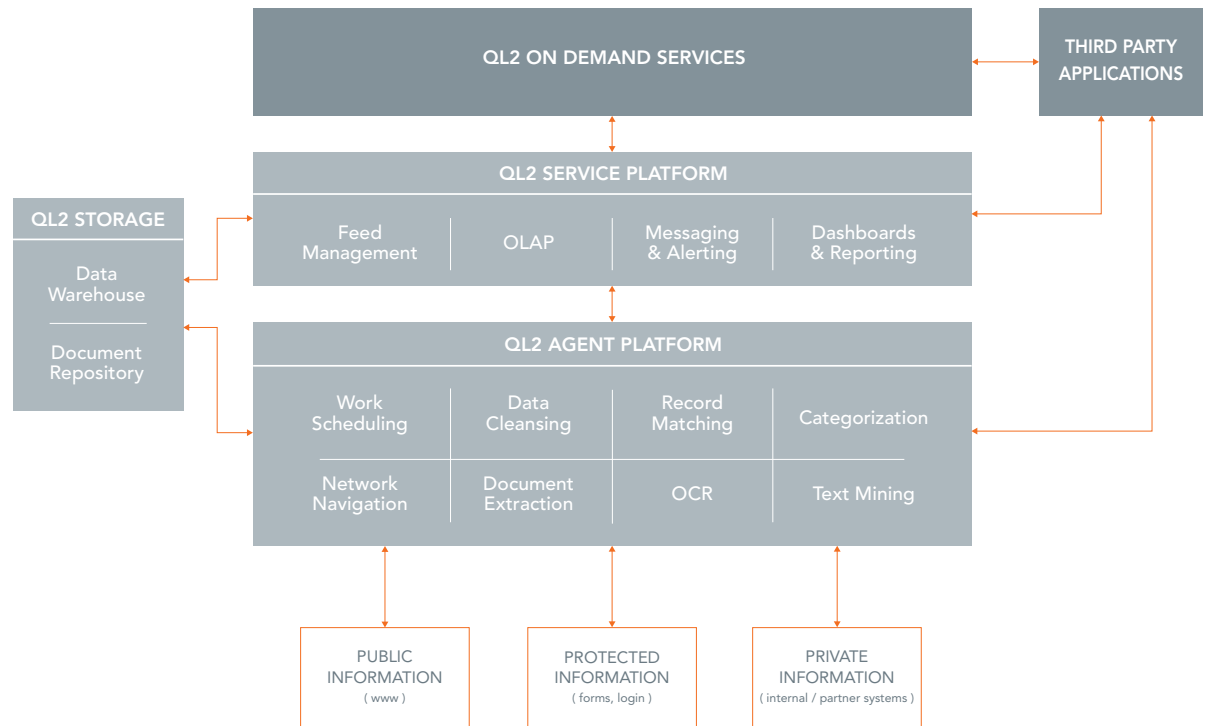 QL2 ON DEMAND SERVICES
THIRD PARTY
APPLICATIONS
QL2 SERVICE PLATFORM
Feed
Management
OLAP
Messaging
& Alerting
Dashboards
& Reporting
QL2 STORAGE
Data
Warehouse
Document
Repository
QL2 AGENT PLATFORM
Work
Scheduling
Data
Cleansing
Record
Matching
Categorization
Network
Navigation
Document
Extraction
OCR
Text Mining
PUBLIC
INFORMATION
( www )
PROTECTED
INFORMATION
( forms, login )
PRIVATE
INFORMATION
( internal / partner systems )